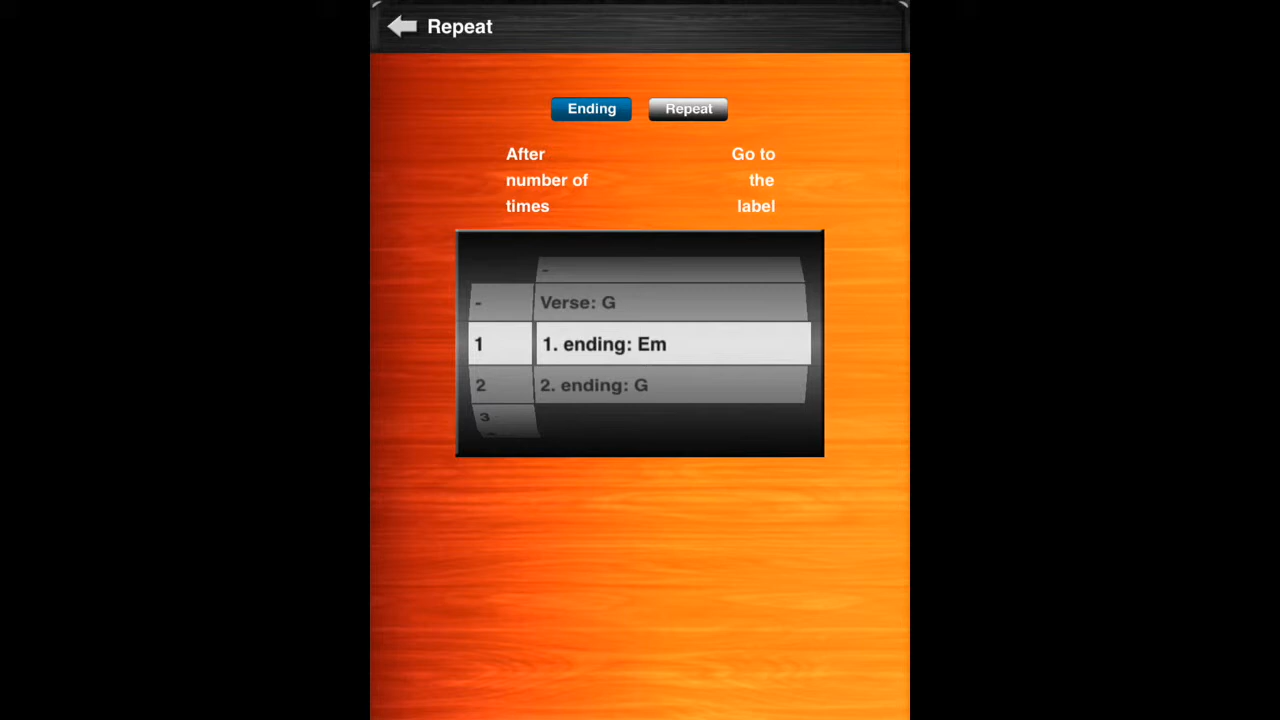 Repeat
Ending Repeat
After number of times
Go to the label
-
- Verse: G
1 1. ending: Em
2 2. ending: G
3